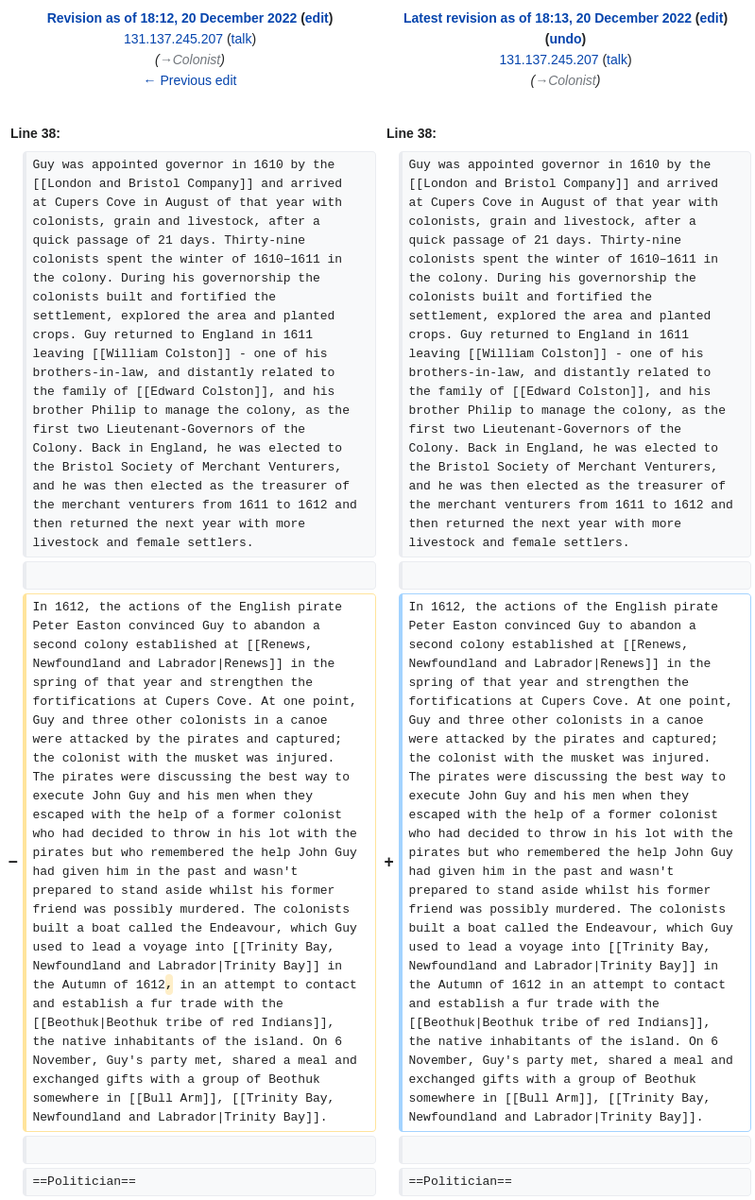 Revision as of 18:12, 20 December 2022 (edit)
131.137.245.207 (talk)
(→Colonist)
← Previous edit
Latest revision as of 18:13, 20 December 2022 (edit)
(undo)
131.137.245.207 (talk)
(→Colonist)
Line 38:
Guy was appointed governor in 1610 by the
[[London and Bristol Company]] and arrived
at Cupers Cove in August of that year with
colonists, grain and livestock, after a
quick passage of 21 days. Thirty-nine
colonists spent the winter of 1610–1611 in
the colony. During his governorship the
colonists built and fortified the
settlement, explored the area and planted
crops. Guy returned to England in 1611
leaving [[William Colston]] - one of his
brothers-in-law, and distantly related to
the family of [[Edward Colston]], and his
brother Philip to manage the colony, as the
first two Lieutenant-Governors of the
Colony. Back in England, he was elected to
the Bristol Society of Merchant Venturers,
and he was then elected as the treasurer of
the merchant venturers from 1611 to 1612 and
then returned the next year with more
livestock and female settlers.
−
In 1612, the actions of the English pirate
Peter Easton convinced Guy to abandon a
second colony established at [[Renews,
Newfoundland and Labrador|Renews]] in the
spring of that year and strengthen the
fortifications at Cupers Cove. At one point,
Guy and three other colonists in a canoe
were attacked by the pirates and captured;
the colonist with the musket was injured.
The pirates were discussing the best way to
execute John Guy and his men when they
escaped with the help of a former colonist
who had decided to throw in his lot with the
pirates but who remembered the help John Guy
had given him in the past and wasn't
prepared to stand aside whilst his former
friend was possibly murdered. The colonists
built a boat called the Endeavour, which Guy
used to lead a voyage into [[Trinity Bay,
Newfoundland and Labrador|Trinity Bay]] in
the Autumn of 1612, in an attempt to contact
and establish a fur trade with the
[[Beothuk|Beothuk tribe of red Indians]],
the native inhabitants of the island. On 6
November, Guy's party met, shared a meal and
exchanged gifts with a group of Beothuk
somewhere in [[Bull Arm]], [[Trinity Bay,
Newfoundland and Labrador|Trinity Bay]].
==Politician==
Line 38:
Guy was appointed governor in 1610 by the
[[London and Bristol Company]] and arrived
at Cupers Cove in August of that year with
colonists, grain and livestock, after a
quick passage of 21 days. Thirty-nine
colonists spent the winter of 1610–1611 in
the colony. During his governorship the
colonists built and fortified the
settlement, explored the area and planted
crops. Guy returned to England in 1611
leaving [[William Colston]] - one of his
brothers-in-law, and distantly related to
the family of [[Edward Colston]], and his
brother Philip to manage the colony, as the
first two Lieutenant-Governors of the
Colony. Back in England, he was elected to
the Bristol Society of Merchant Venturers,
and he was then elected as the treasurer of
the merchant venturers from 1611 to 1612 and
then returned the next year with more
livestock and female settlers.
+
In 1612, the actions of the English pirate
Peter Easton convinced Guy to abandon a
second colony established at [[Renews,
Newfoundland and Labrador|Renews]] in the
spring of that year and strengthen the
fortifications at Cupers Cove. At one point,
Guy and three other colonists in a canoe
were attacked by the pirates and captured;
the colonist with the musket was injured.
The pirates were discussing the best way to
execute John Guy and his men when they
escaped with the help of a former colonist
who had decided to throw in his lot with the
pirates but who remembered the help John Guy
had given him in the past and wasn't
prepared to stand aside whilst his former
friend was possibly murdered. The colonists
built a boat called the Endeavour, which Guy
used to lead a voyage into [[Trinity Bay,
Newfoundland and Labrador|Trinity Bay]] in
the Autumn of 1612 in an attempt to contact
and establish a fur trade with the
[[Beothuk|Beothuk tribe of red Indians]],
the native inhabitants of the island. On 6
November, Guy's party met, shared a meal and
exchanged gifts with a group of Beothuk
somewhere in [[Bull Arm]], [[Trinity Bay,
Newfoundland and Labrador|Trinity Bay]].
==Politician==